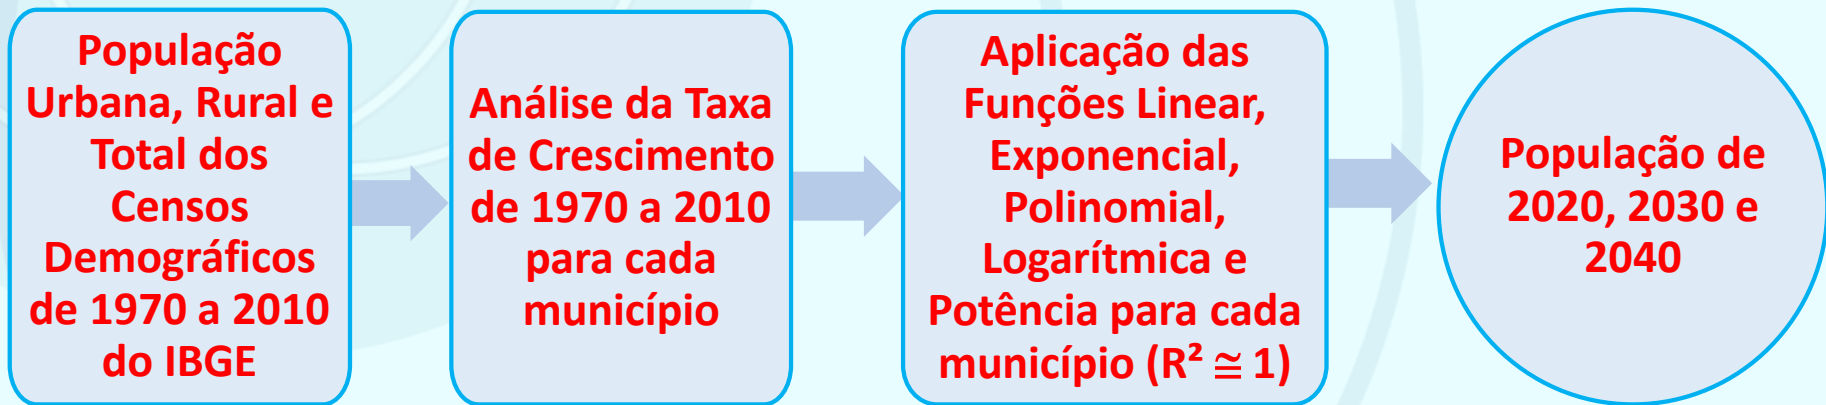 População
Urbana, Rural e
Total dos
Censos
Demográficos
de 1970 a 2010
do IBGE
Análise da Taxa
de Crescimento
de 1970 a 2010
para cada
município
Aplicação das
Funções Linear,
Exponencial,
Polinomial,
Logarítmica e
Potência para cada
município (R² ≅ 1)
População de
2020, 2030 e
2040